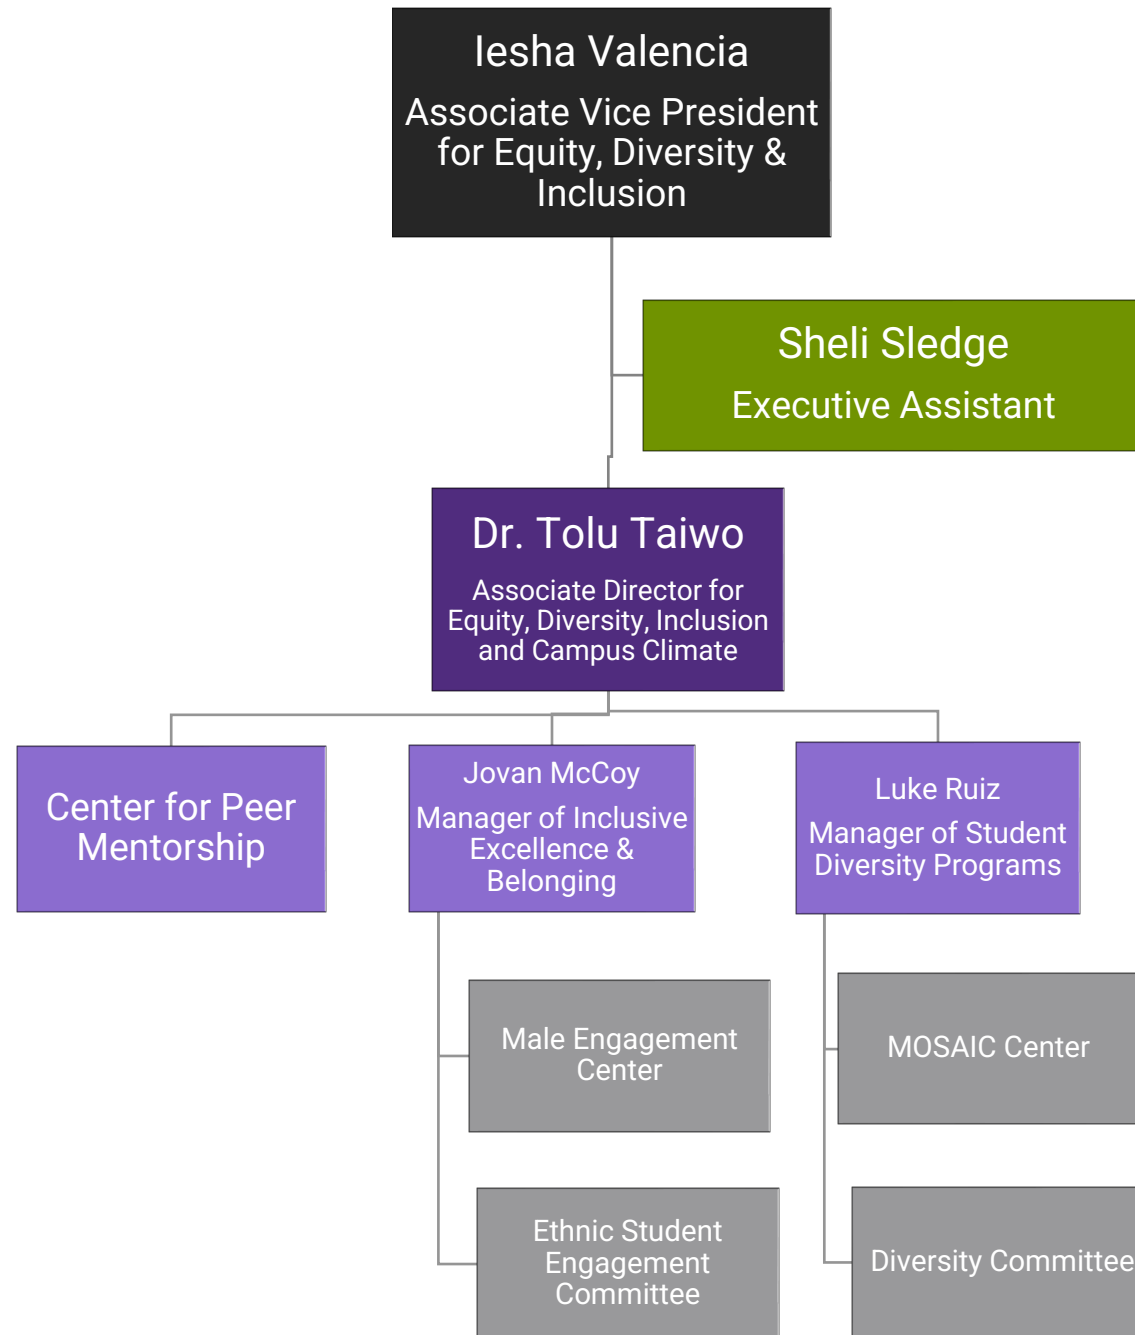 Iesha Valencia
Associate Vice President
for Equity, Diversity &
Inclusion
Sheli Sledge
Executive Assistant
Dr. Tolu Taiwo
Associate Director for
Equity, Diversity, Inclusion
and Campus Climate
Center for Peer
Mentorship
Jovan McCoy
Manager of Inclusive
Excellence &
Belonging
Luke Ruiz
Manager of Student
Diversity Programs
Male Engagement
Center
MOSAIC Center
Ethnic Student
Engagement
Committee
Diversity Committee